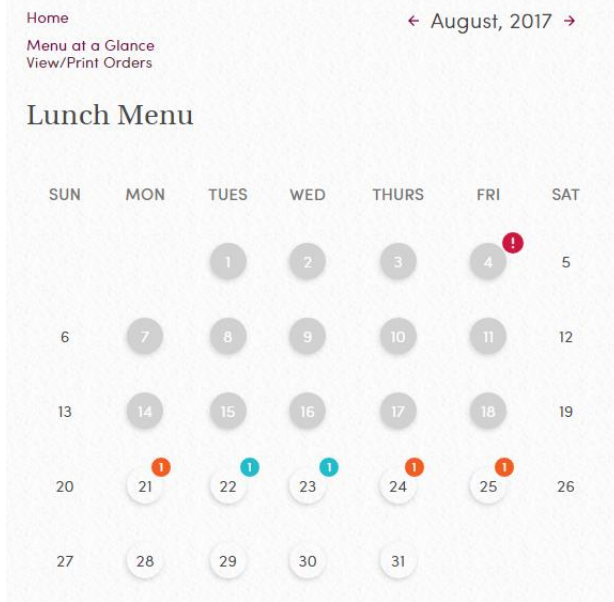 Home
← August, 2017 →
Menu at a Glance
View/Print Orders
Lunch Menu
SUN MON TUES WED THURS FRI SAT
!
1 2 3 4 5
6 7 8 9 10 11 12
13 14 15 16 17 18 19
1 1 1 1 1
20 21 22 23 24 25 26
27 28 29 30 31